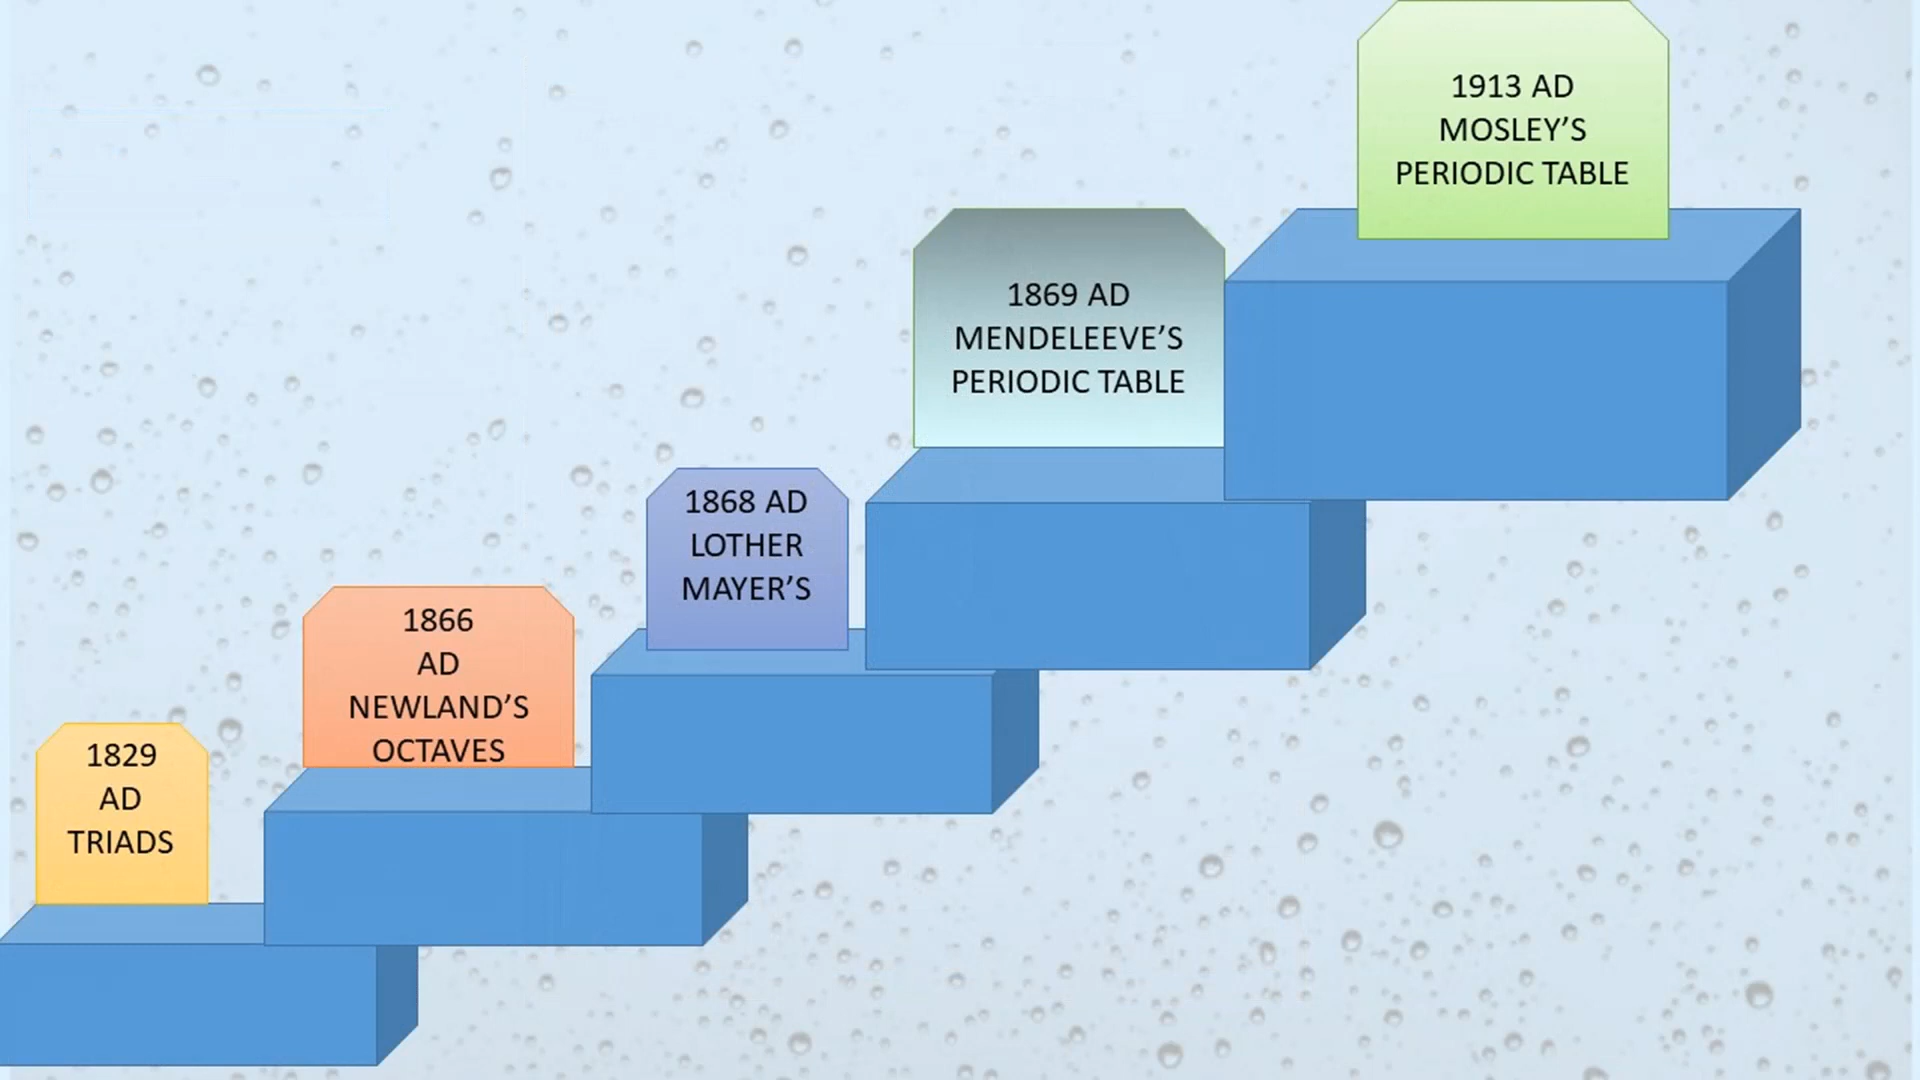 1829
AD
TRIADS
1866
AD
NEWLAND’S
OCTAVES
1868 AD
LOTHER
MAYER’S
1869 AD
MENDELEEVE’S
PERIODIC TABLE
1913 AD
MOSLEY’S
PERIODIC TABLE